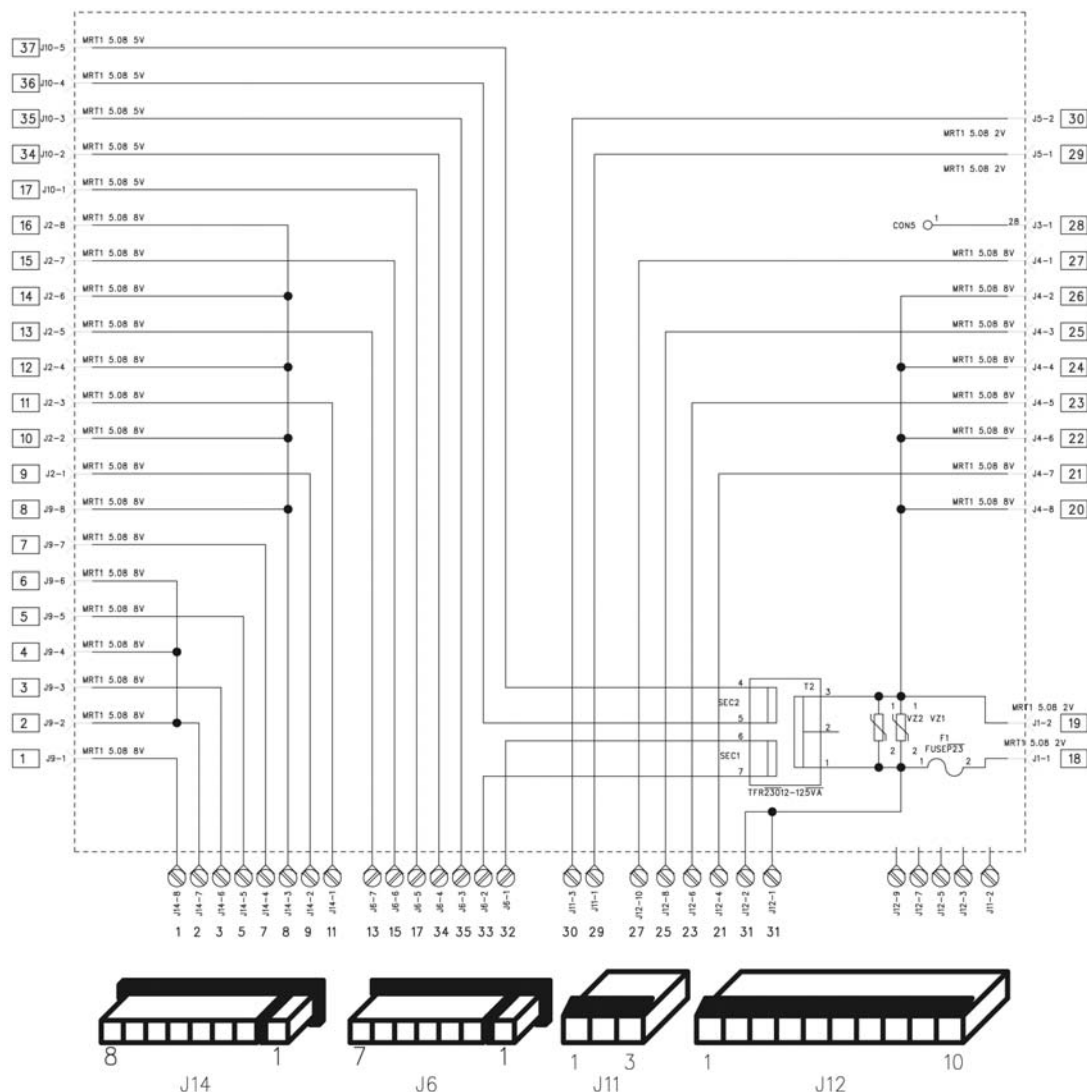 37 J10-5 MRT1 5.08 5V
36 J10-4 MRT1 5.08 5V
35 J10-3 MRT1 5.08 5V
34 J10-2 MRT1 5.08 5V
17 J10-1 MRT1 5.08 5V
16 J2-8 MRT1 5.08 8V
15 J2-7 MRT1 5.08 8V
14 J2-6 MRT1 5.08 8V
13 J2-5 MRT1 5.08 8V
12 J2-4 MRT1 5.08 8V
11 J2-3 MRT1 5.08 8V
10 J2-2 MRT1 5.08 8V
9 J2-1 MRT1 5.08 8V
8 J9-8 MRT1 5.08 8V
7 J9-7 MRT1 5.08 8V
6 J9-6 MRT1 5.08 8V
5 J9-5 MRT1 5.08 8V
4 J9-4 MRT1 5.08 8V
3 J9-3 MRT1 5.08 8V
2 J9-2 MRT1 5.08 8V
1 J9-1 MRT1 5.08 8V
J5-2 30
MRT1 5.08 2V
J5-1 29
MRT1 5.08 2V
CON5 1 28 J3-1 28
MRT1 5.08 8V J4-1 27
MRT1 5.08 8V J4-2 26
MRT1 5.08 8V J4-3 25
MRT1 5.08 8V J4-4 24
MRT1 5.08 8V J4-5 23
MRT1 5.08 8V J4-6 22
MRT1 5.08 8V J4-7 21
MRT1 5.08 8V J4-8 20
4 T2 3
SEC2
5 2
6
SEC1
7 1
TFR23012-125VA
1 1
VZ2 VZ1
2 2
F1
FUSEP23
1 2
MRT1 5.08 2V
J1-2 19
MRT1 5.08 2V
J1-1 18
J14-8 J14-7 J14-6 J14-5 J14-4 J14-3 J14-2 J14-1 J6-7 J6-6 J6-5 J6-4 J6-3 J6-2 J6-1 J11-3 J11-1 J12-10 J12-8 J12-6 J12-4 J12-2 J12-1 J12-9 J12-7 J12-5 J12-3 J11-2
1 2 3 5 7 8 9 11 13 15 17 34 35 33 32 30 29 27 25 23 21 31 31
8 1 7 1 1 3 1 10
J14 J6 J11 J12